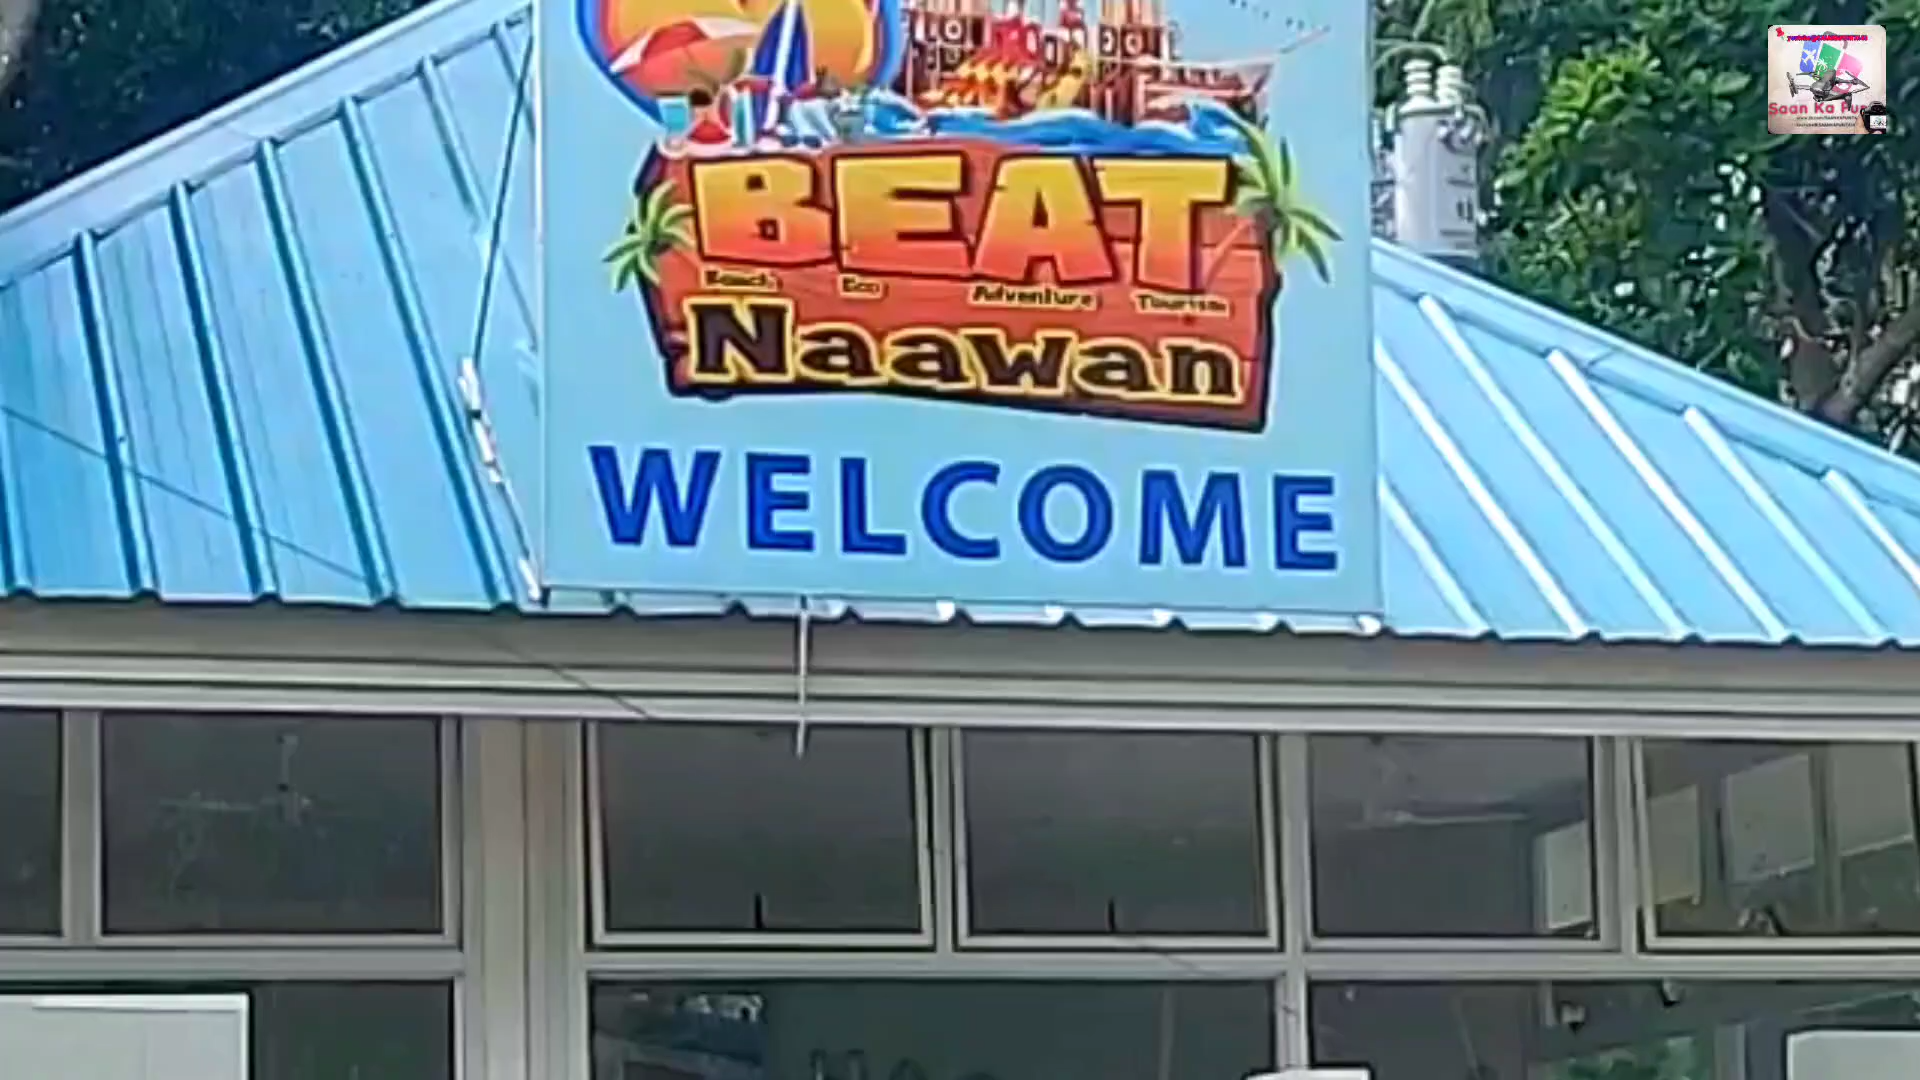 BEAT
Beach Eco Adventure Tourism
Naawan
WELCOME
Saan Ka Pu